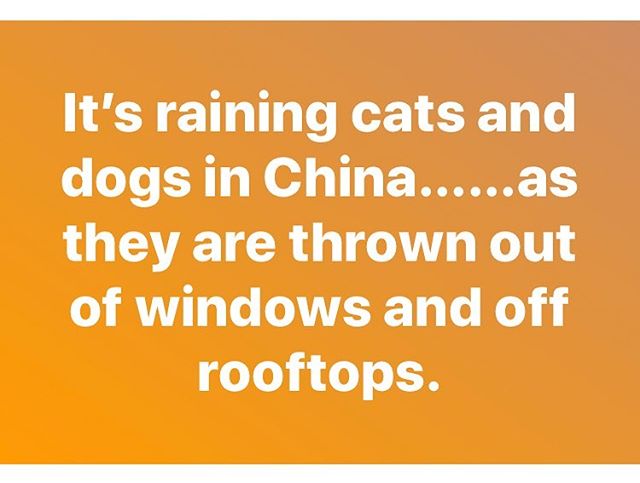 It’s raining cats and
dogs in China......as
they are thrown out
of windows and off
rooftops.